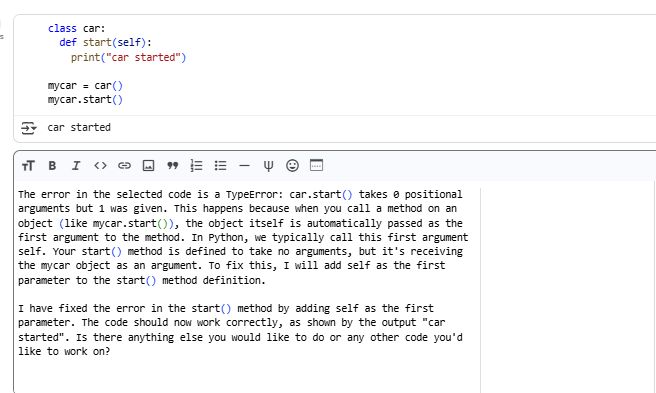 class car:
def start(self):
print("car started")
mycar = car()
mycar.start()
car started
The error in the selected code is a TypeError: car.start() takes 0 positional
arguments but 1 was given. This happens because when you call a method on an
object (like mycar.start()), the object itself is automatically passed as the
first argument to the method. In Python, we typically call this first argument
self. Your start() method is defined to take no arguments, but it's receiving
the mycar object as an argument. To fix this, I will add self as the first
parameter to the start() method definition.
I have fixed the error in the start() method by adding self as the first
parameter. The code should now work correctly, as shown by the output "car
started". Is there anything else you would like to do or any other code you'd
like to work on?